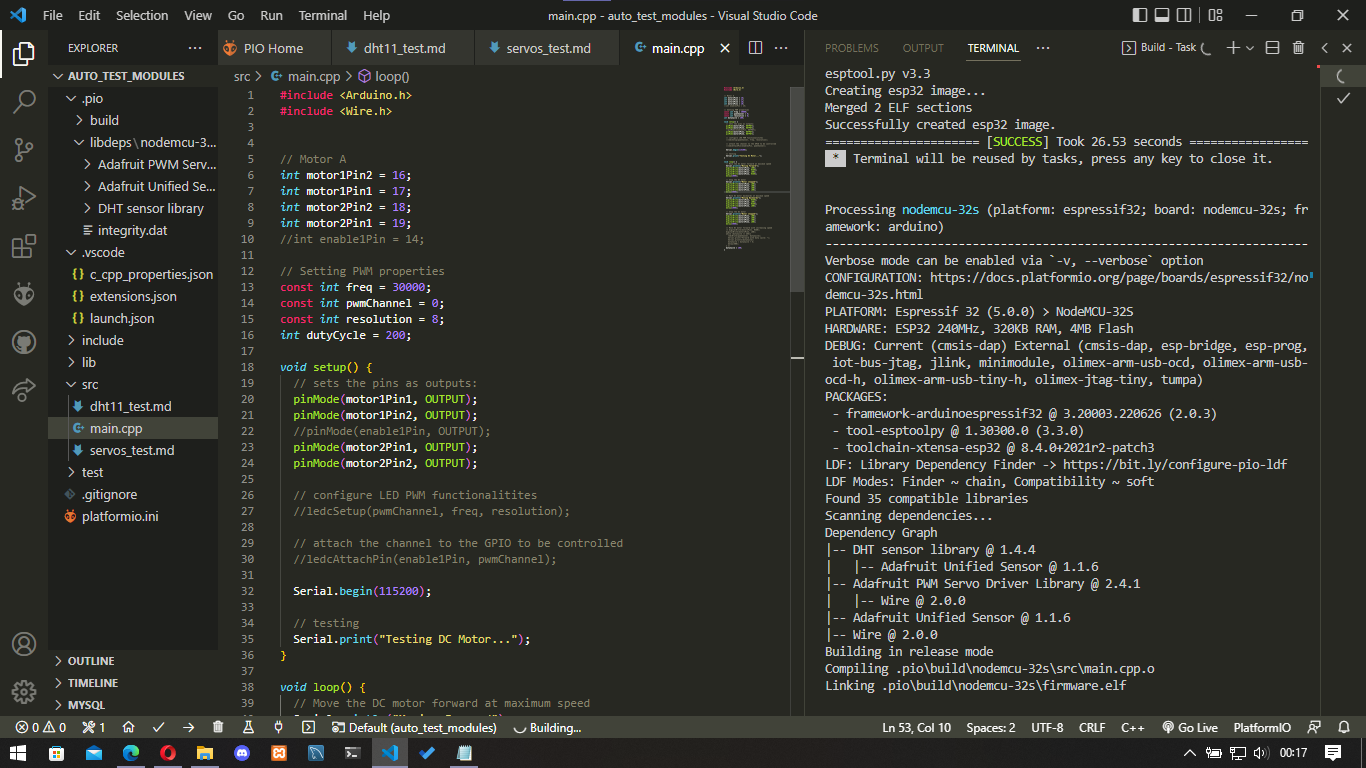 File Edit Selection View Go Run Terminal Help
main.cpp - auto_test_modules - Visual Studio Code
EXPLORER
AUTO_TEST_MODULES
.pio
build
libdeps\nodemcu-3...
Adafruit PWM Serv...
Adafruit Unified Se...
DHT sensor library
integrity.dat
.vscode
c_cpp_properties.json
extensions.json
launch.json
include
lib
src
dht11_test.md
main.cpp
servos_test.md
test
.gitignore
platformio.ini
OUTLINE
TIMELINE
MYSQL
PIO Home dht11_test.md servos_test.md main.cpp
src > main.cpp > loop()
1 #include <Arduino.h>
2 #include <Wire.h>
3
4
5 // Motor A
6 int motor1Pin2 = 16;
7 int motor1Pin1 = 17;
8 int motor2Pin2 = 18;
9 int motor2Pin1 = 19;
10 //int enable1Pin = 14;
11
12 // Setting PWM properties
13 const int freq = 30000;
14 const int pwmChannel = 0;
15 const int resolution = 8;
16 int dutyCycle = 200;
17
18 void setup() {
19 // sets the pins as outputs:
20 pinMode(motor1Pin1, OUTPUT);
21 pinMode(motor1Pin2, OUTPUT);
22 //pinMode(enable1Pin, OUTPUT);
23 pinMode(motor2Pin1, OUTPUT);
24 pinMode(motor2Pin2, OUTPUT);
25
26 // configure LED PWM functionalitites
27 //ledcSetup(pwmChannel, freq, resolution);
28
29 // attach the channel to the GPIO to be controlled
30 //ledcAttachPin(enable1Pin, pwmChannel);
31
32 Serial.begin(115200);
33
34 // testing
35 Serial.print("Testing DC Motor...");
36 }
37
38 void loop() {
39 // Move the DC motor forward at maximum speed
PROBLEMS OUTPUT TERMINAL ... Build - Task
esptool.py v3.3
Creating esp32 image...
Merged 2 ELF sections
Successfully created esp32 image.
======================= [SUCCESS] Took 26.53 seconds ==================
* Terminal will be reused by tasks, press any key to close it.
Processing nodemcu-32s (platform: espressif32; board: nodemcu-32s; fr
amework: arduino)
-----------------------------------------------------------------------
Verbose mode can be enabled via `-v, --verbose` option
CONFIGURATION: https://docs.platformio.org/page/boards/espressif32/no
demcu-32s.html
PLATFORM: Espressif 32 (5.0.0) > NodeMCU-32S
HARDWARE: ESP32 240MHz, 320KB RAM, 4MB Flash
DEBUG: Current (cmsis-dap) External (cmsis-dap, esp-bridge, esp-prog,
iot-bus-jtag, jlink, minimodule, olimex-arm-usb-ocd, olimex-arm-usb-
ocd-h, olimex-arm-usb-tiny-h, olimex-jtag-tiny, tumpa)
PACKAGES:
- framework-arduinoespressif32 @ 3.20003.220626 (2.0.3)
- tool-esptoolpy @ 1.30300.0 (3.3.0)
- toolchain-xtensa-esp32 @ 8.4.0+2021r2-patch3
LDF: Library Dependency Finder -> https://bit.ly/configure-pio-ldf
LDF Modes: Finder ~ chain, Compatibility ~ soft
Found 35 compatible libraries
Scanning dependencies...
Dependency Graph
|-- DHT sensor library @ 1.4.4
| |-- Adafruit Unified Sensor @ 1.1.6
|-- Adafruit PWM Servo Driver Library @ 2.4.1
| |-- Wire @ 2.0.0
|-- Adafruit Unified Sensor @ 1.1.6
|-- Wire @ 2.0.0
Building in release mode
Compiling .pio\build\nodemcu-32s\src\main.cpp.o
Linking .pio\build\nodemcu-32s\firmware.elf
0 0 1 Default (auto_test_modules) Building... Ln 53, Col 10 Spaces: 2 UTF-8 CRLF C++ Go Live PlatformIO
00:17